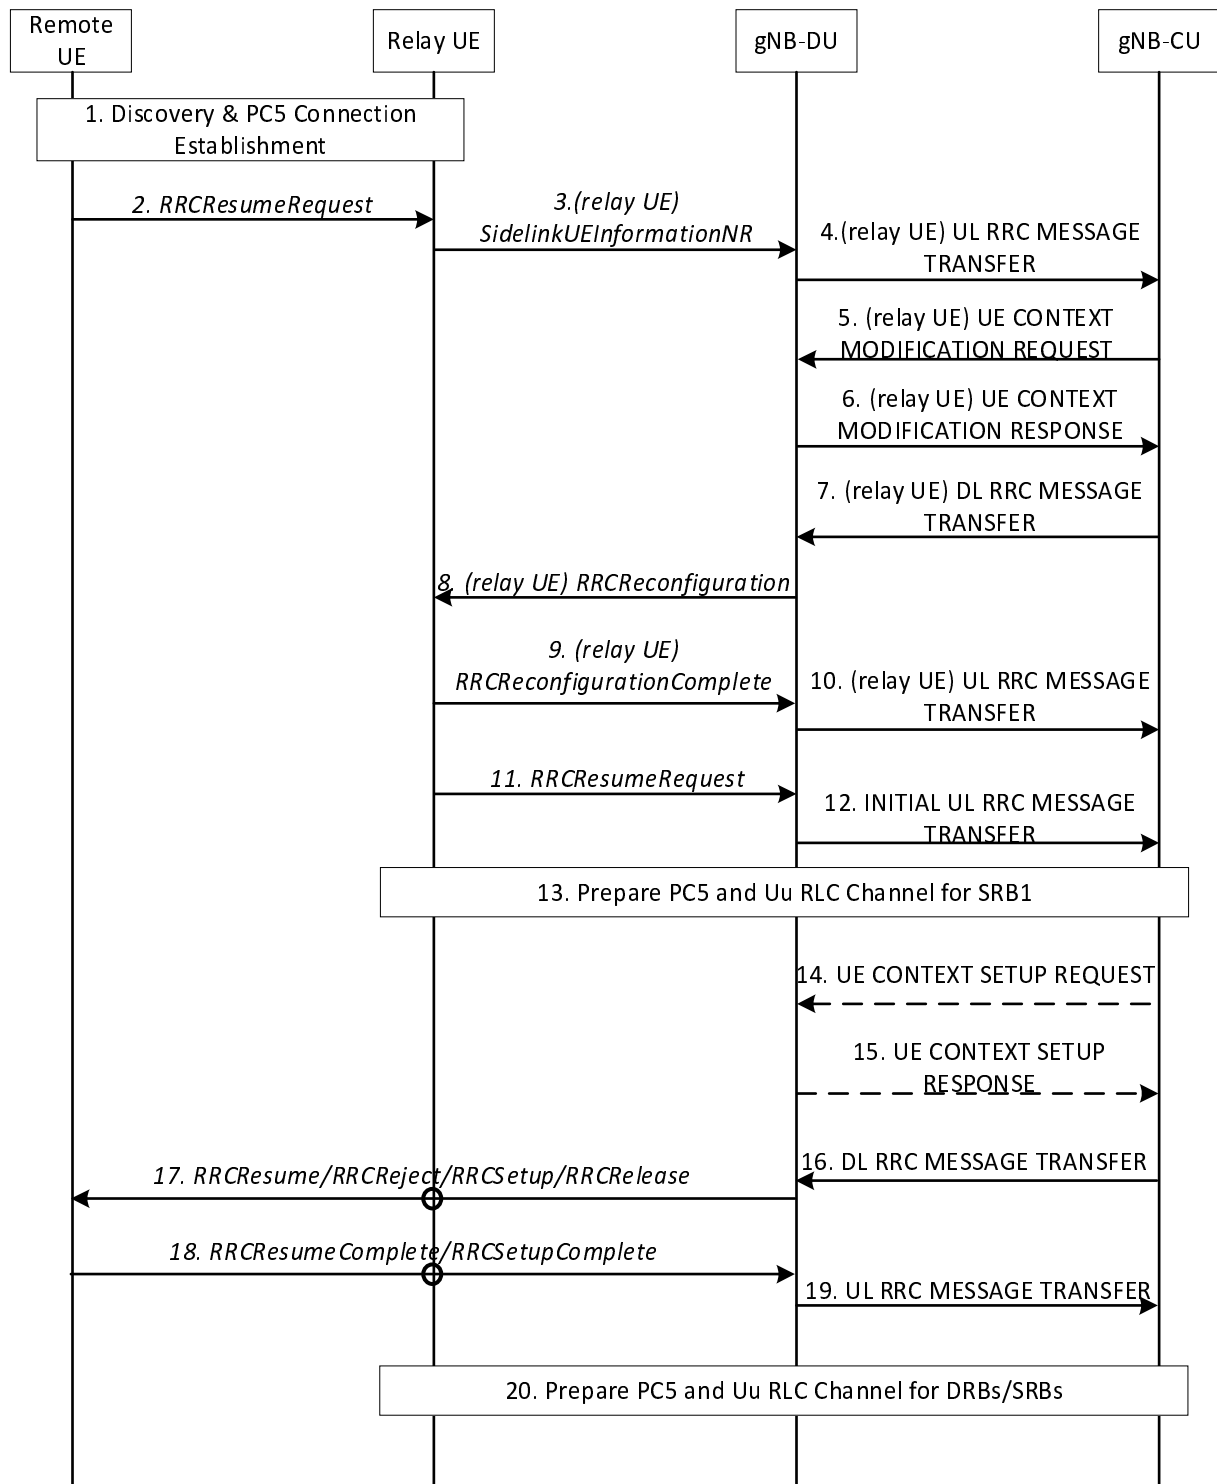 Remote
UE
Relay UE
gNB-DU
gNB-CU
1. Discovery & PC5 Connection
Establishment
2. RRCResumeRequest
3.(relay UE)
SidelinkUEInformationNR
4.(relay UE) UL RRC MESSAGE
TRANSFER
5. (relay UE) UE CONTEXT
MODIFICATION REQUEST
6. (relay UE) UE CONTEXT
MODIFICATION RESPONSE
7. (relay UE) DL RRC MESSAGE
TRANSFER
8. (relay UE) RRCReconfiguration
9. (relay UE)
RRCReconfigurationComplete
10. (relay UE) UL RRC MESSAGE
TRANSFER
11. RRCResumeRequest
12. INITIAL UL RRC MESSAGE
TRANSFER
13. Prepare PC5 and Uu RLC Channel for SRB1
14. UE CONTEXT SETUP REQUEST
15. UE CONTEXT SETUP
RESPONSE
16. DL RRC MESSAGE TRANSFER
17. RRCResume/RRCReject/RRCSetup/RRCRelease
18. RRCResumeComplete/RRCSetupComplete
19. UL RRC MESSAGE TRANSFER
20. Prepare PC5 and Uu RLC Channel for DRBs/SRBs